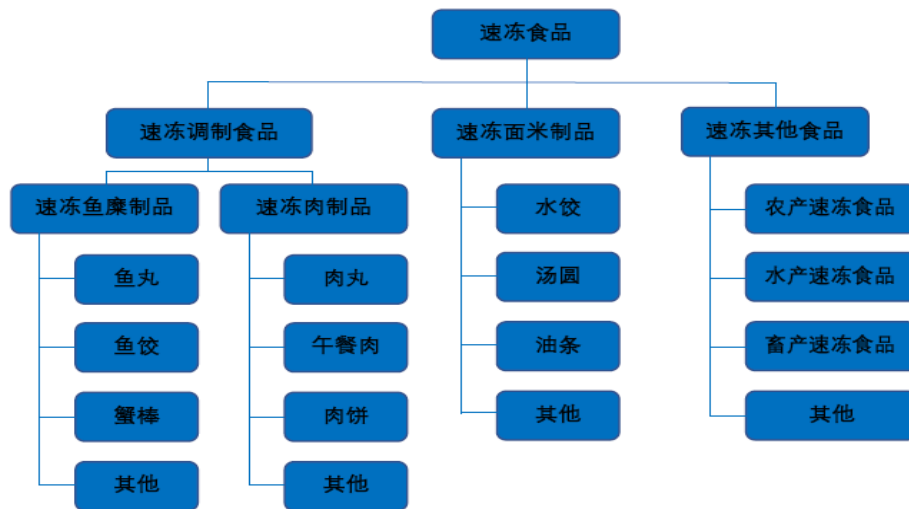 速冻食品
速冻调制食品
速冻面米制品
速冻其他食品
速冻鱼糜制品
速冻肉制品
水饺
农产速冻食品
鱼丸
肉丸
汤圆
水产速冻食品
鱼饺
午餐肉
油条
畜产速冻食品
蟹棒
肉饼
其他
其他
其他
其他